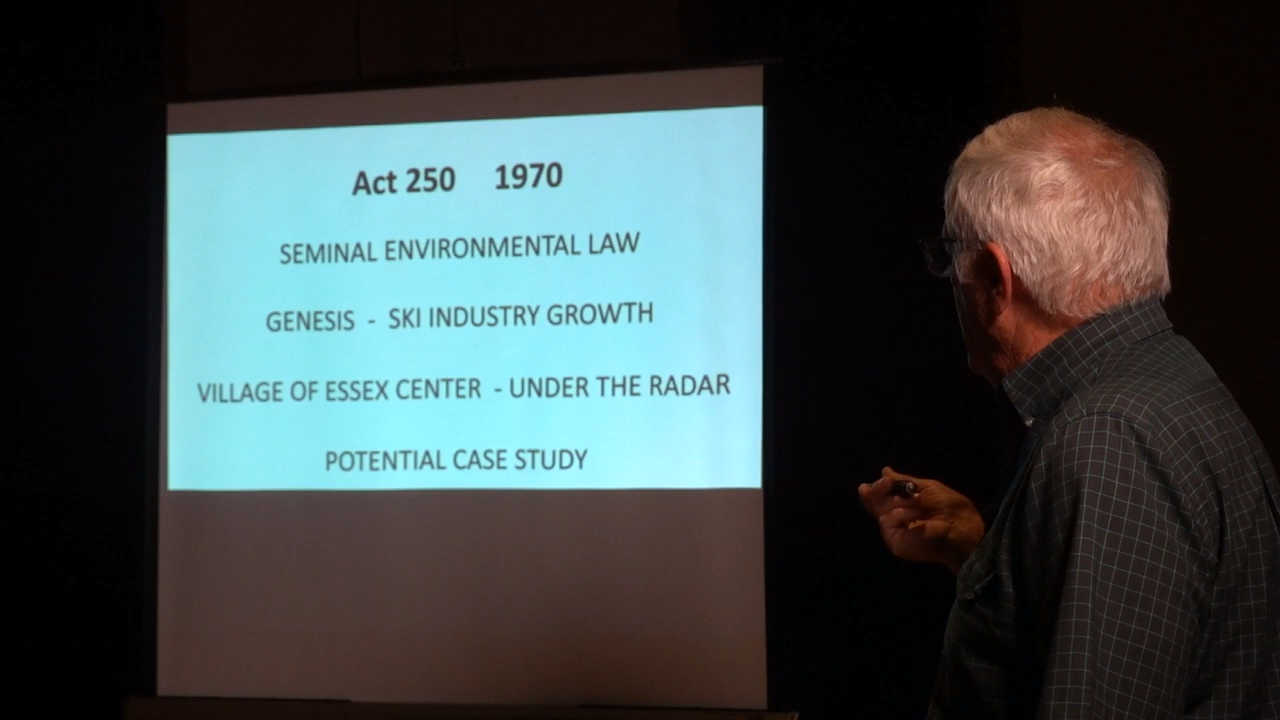 Act 250 1970
SEMINAL ENVIRONMENTAL LAW
GENESIS - SKI INDUSTRY GROWTH
VILLAGE OF ESSEX CENTER - UNDER THE RADAR
POTENTIAL CASE STUDY